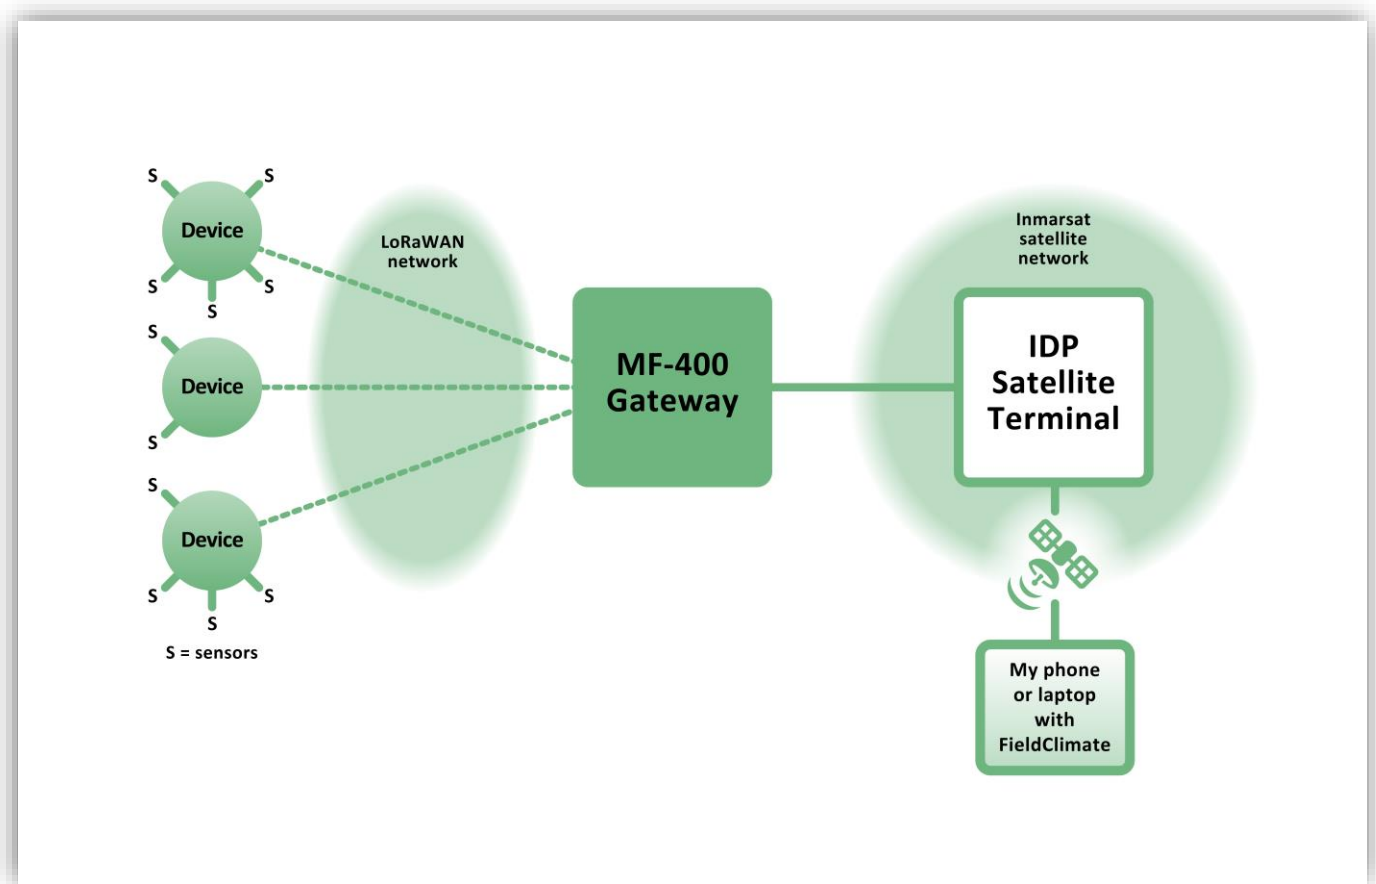 S
S
Device
S
S
S
S
Device
S
S
Device
S
S
S
S = sensors
LoRaWAN
network
MF-400
Gateway
Inmarsat
satellite
network
IDP
Satellite
Terminal
My phone
or laptop
with
FieldClimate